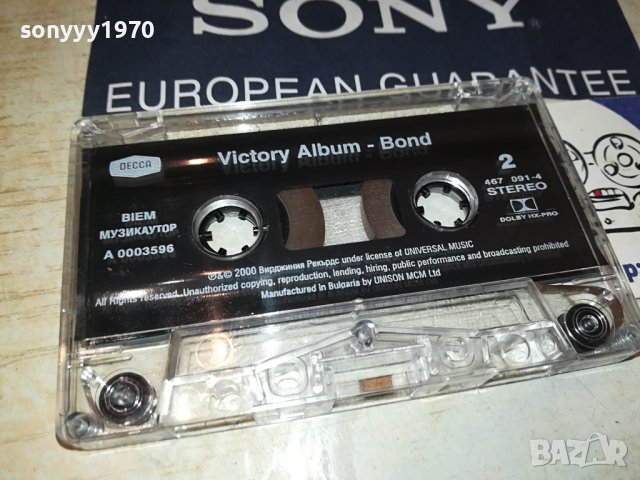 sonyyy1970
SONY
EUROPEAN GUARANTEE
DECCA
Victory Album - Bond
2
467 091-4
STEREO
DOLBY HX-PRO
BIEM
МУЗИКАУТОР
A 0003596
℗&© 2000 Вирджиния Рекърдс under license of UNIVERSAL MUSIC
All Rights reserved. Unauthorized copying, reproduction, lending, hiring, public performance and broadcasting prohibited
Manufactured in Bulgaria by UNISON MCM Ltd
BAZAR